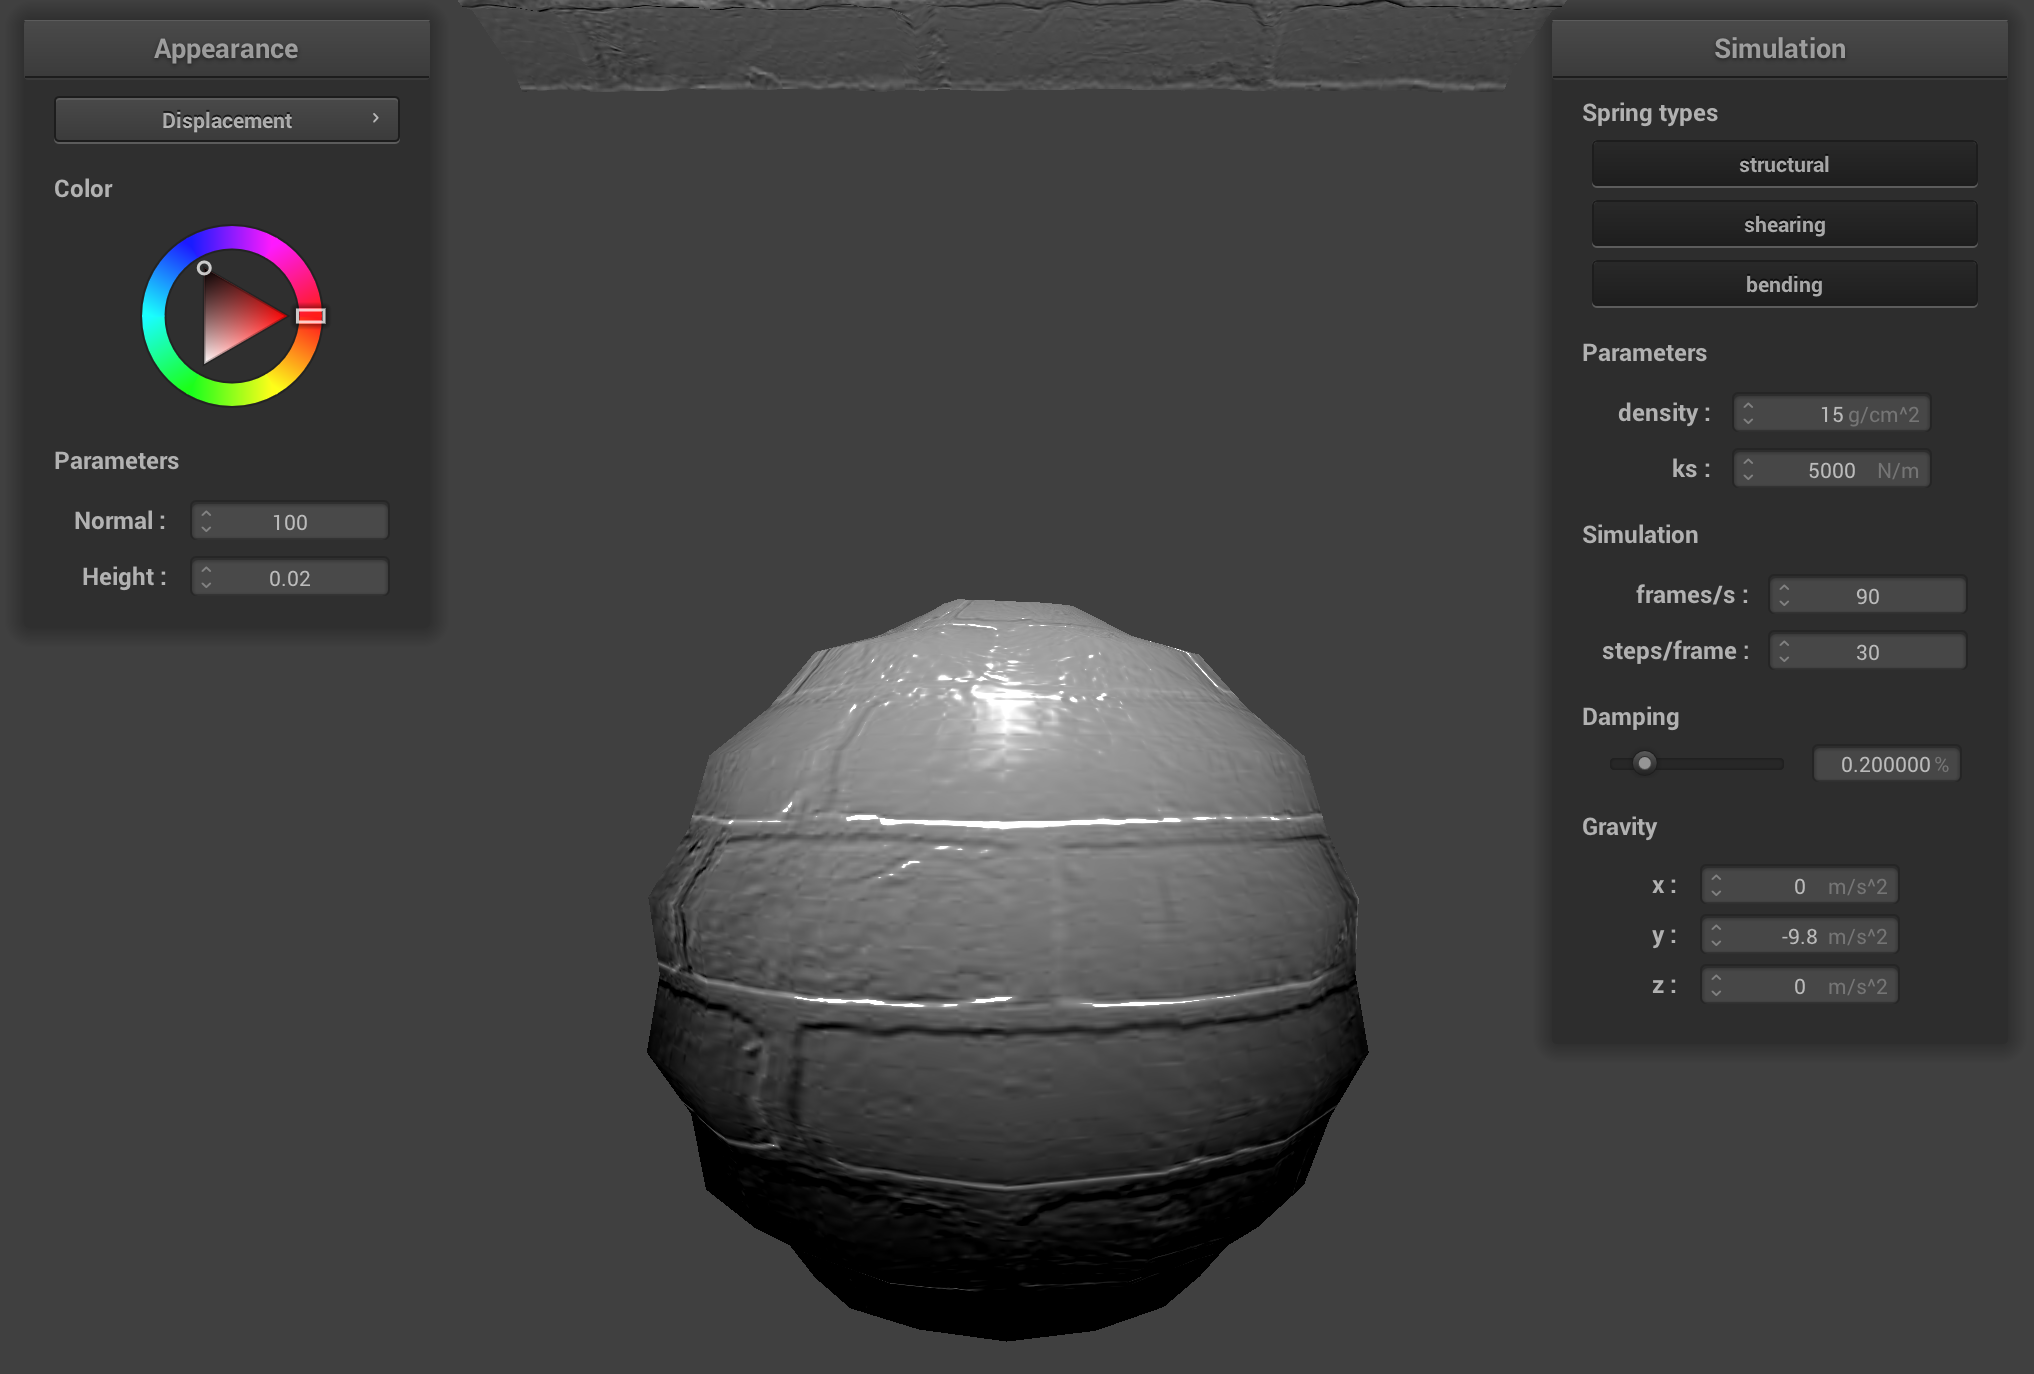 Appearance
Displacement
Color
Parameters
Normal : 100
Height : 0.02
Simulation
Spring types
structural
shearing
bending
Parameters
density : 15 g/cm^2
ks : 5000 N/m
Simulation
frames/s : 90
steps/frame : 30
Damping
0.200000 %
Gravity
x : 0 m/s^2
y : -9.8 m/s^2
z : 0 m/s^2